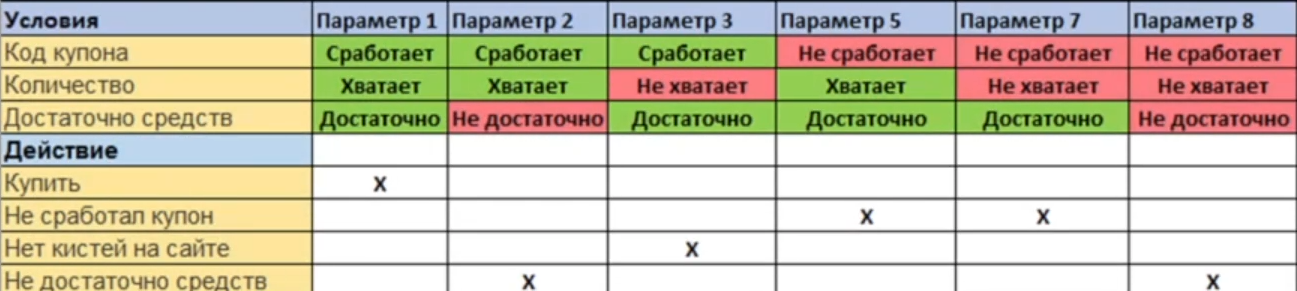 Условия Параметр 1 Параметр 2 Параметр 3 Параметр 5 Параметр 7 Параметр 8
Код купона Сработает Сработает Сработает Не сработает Не сработает Не сработает
Количество Хватает Хватает Не хватает Хватает Не хватает Не хватает
Достаточно средств Достаточно Не достаточно Достаточно Достаточно Достаточно Не достаточно
Действие
Купить X
Не сработал купон X X
Нет кистей на сайте X
Не достаточно средств X X